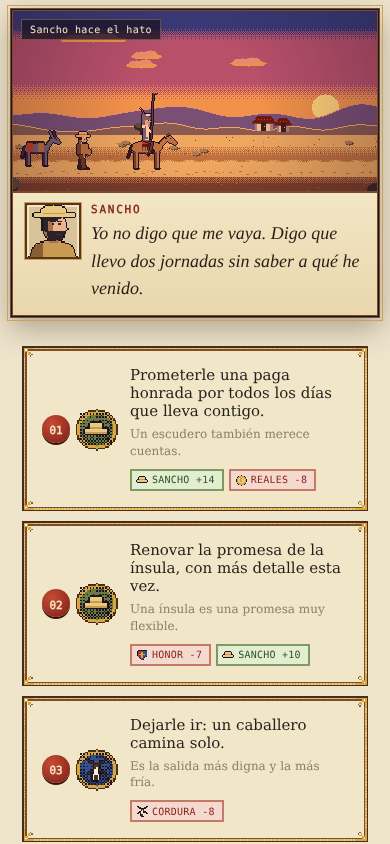 Sancho hace el hato
SANCHO
Yo no digo que me vaya. Digo que
llevo dos jornadas sin saber a qué he
venido.
01
Prometerle una paga
honrada por todos los días
que lleva contigo.
Un escudero también merece
cuentas.
SANCHO +14
REALES -8
02
Renovar la promesa de la
ínsula, con más detalle esta
vez.
Una ínsula es una promesa muy
flexible.
HONOR -7
SANCHO +10
03
Dejarle ir: un caballero
camina solo.
Es la salida más digna y la más
fría.
CORDURA -8